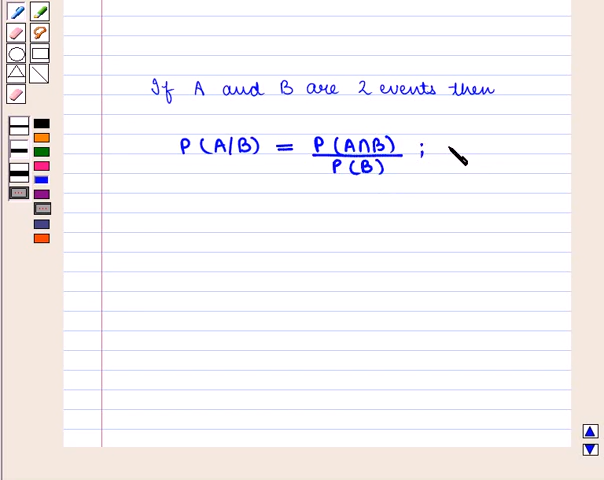 If A and B are 2 events then
P(A/B) = P(A∩B)/P(B) ;